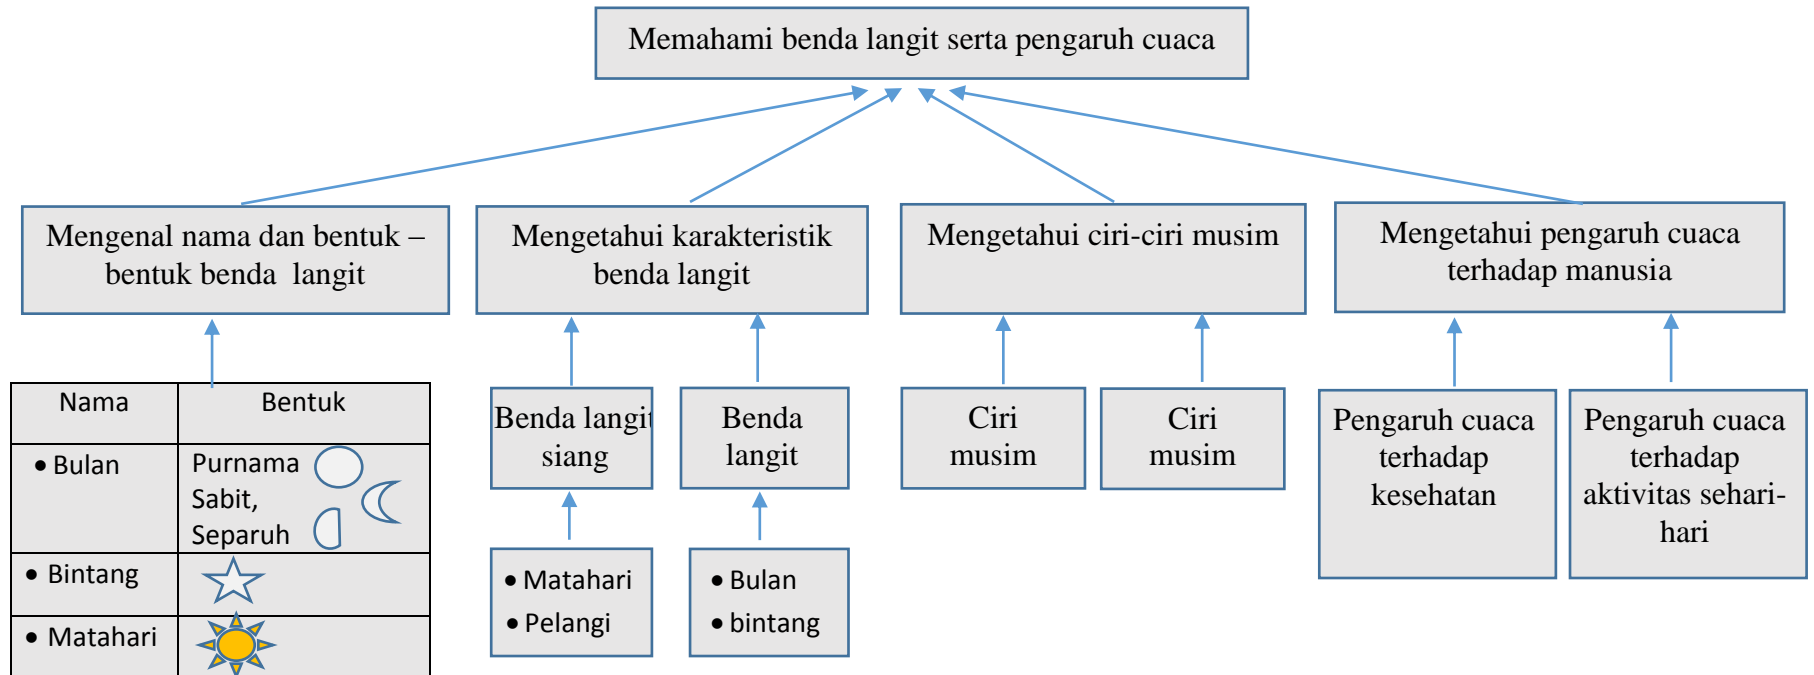 Memahami benda langit serta pengaruh cuaca
Mengenal nama dan bentuk –
bentuk benda langit
Mengetahui karakteristik
benda langit
Mengetahui ciri-ciri musim
Mengetahui pengaruh cuaca
terhadap manusia
Nama Bentuk
• Bulan Purnama
Sabit,
Separuh
• Bintang
• Matahari
Benda langit
siang
Benda
langit
Ciri
musim
Ciri
musim
Pengaruh cuaca
terhadap
kesehatan
Pengaruh cuaca
terhadap
aktivitas sehari-
hari
• Matahari
• Pelangi
• Bulan
• bintang